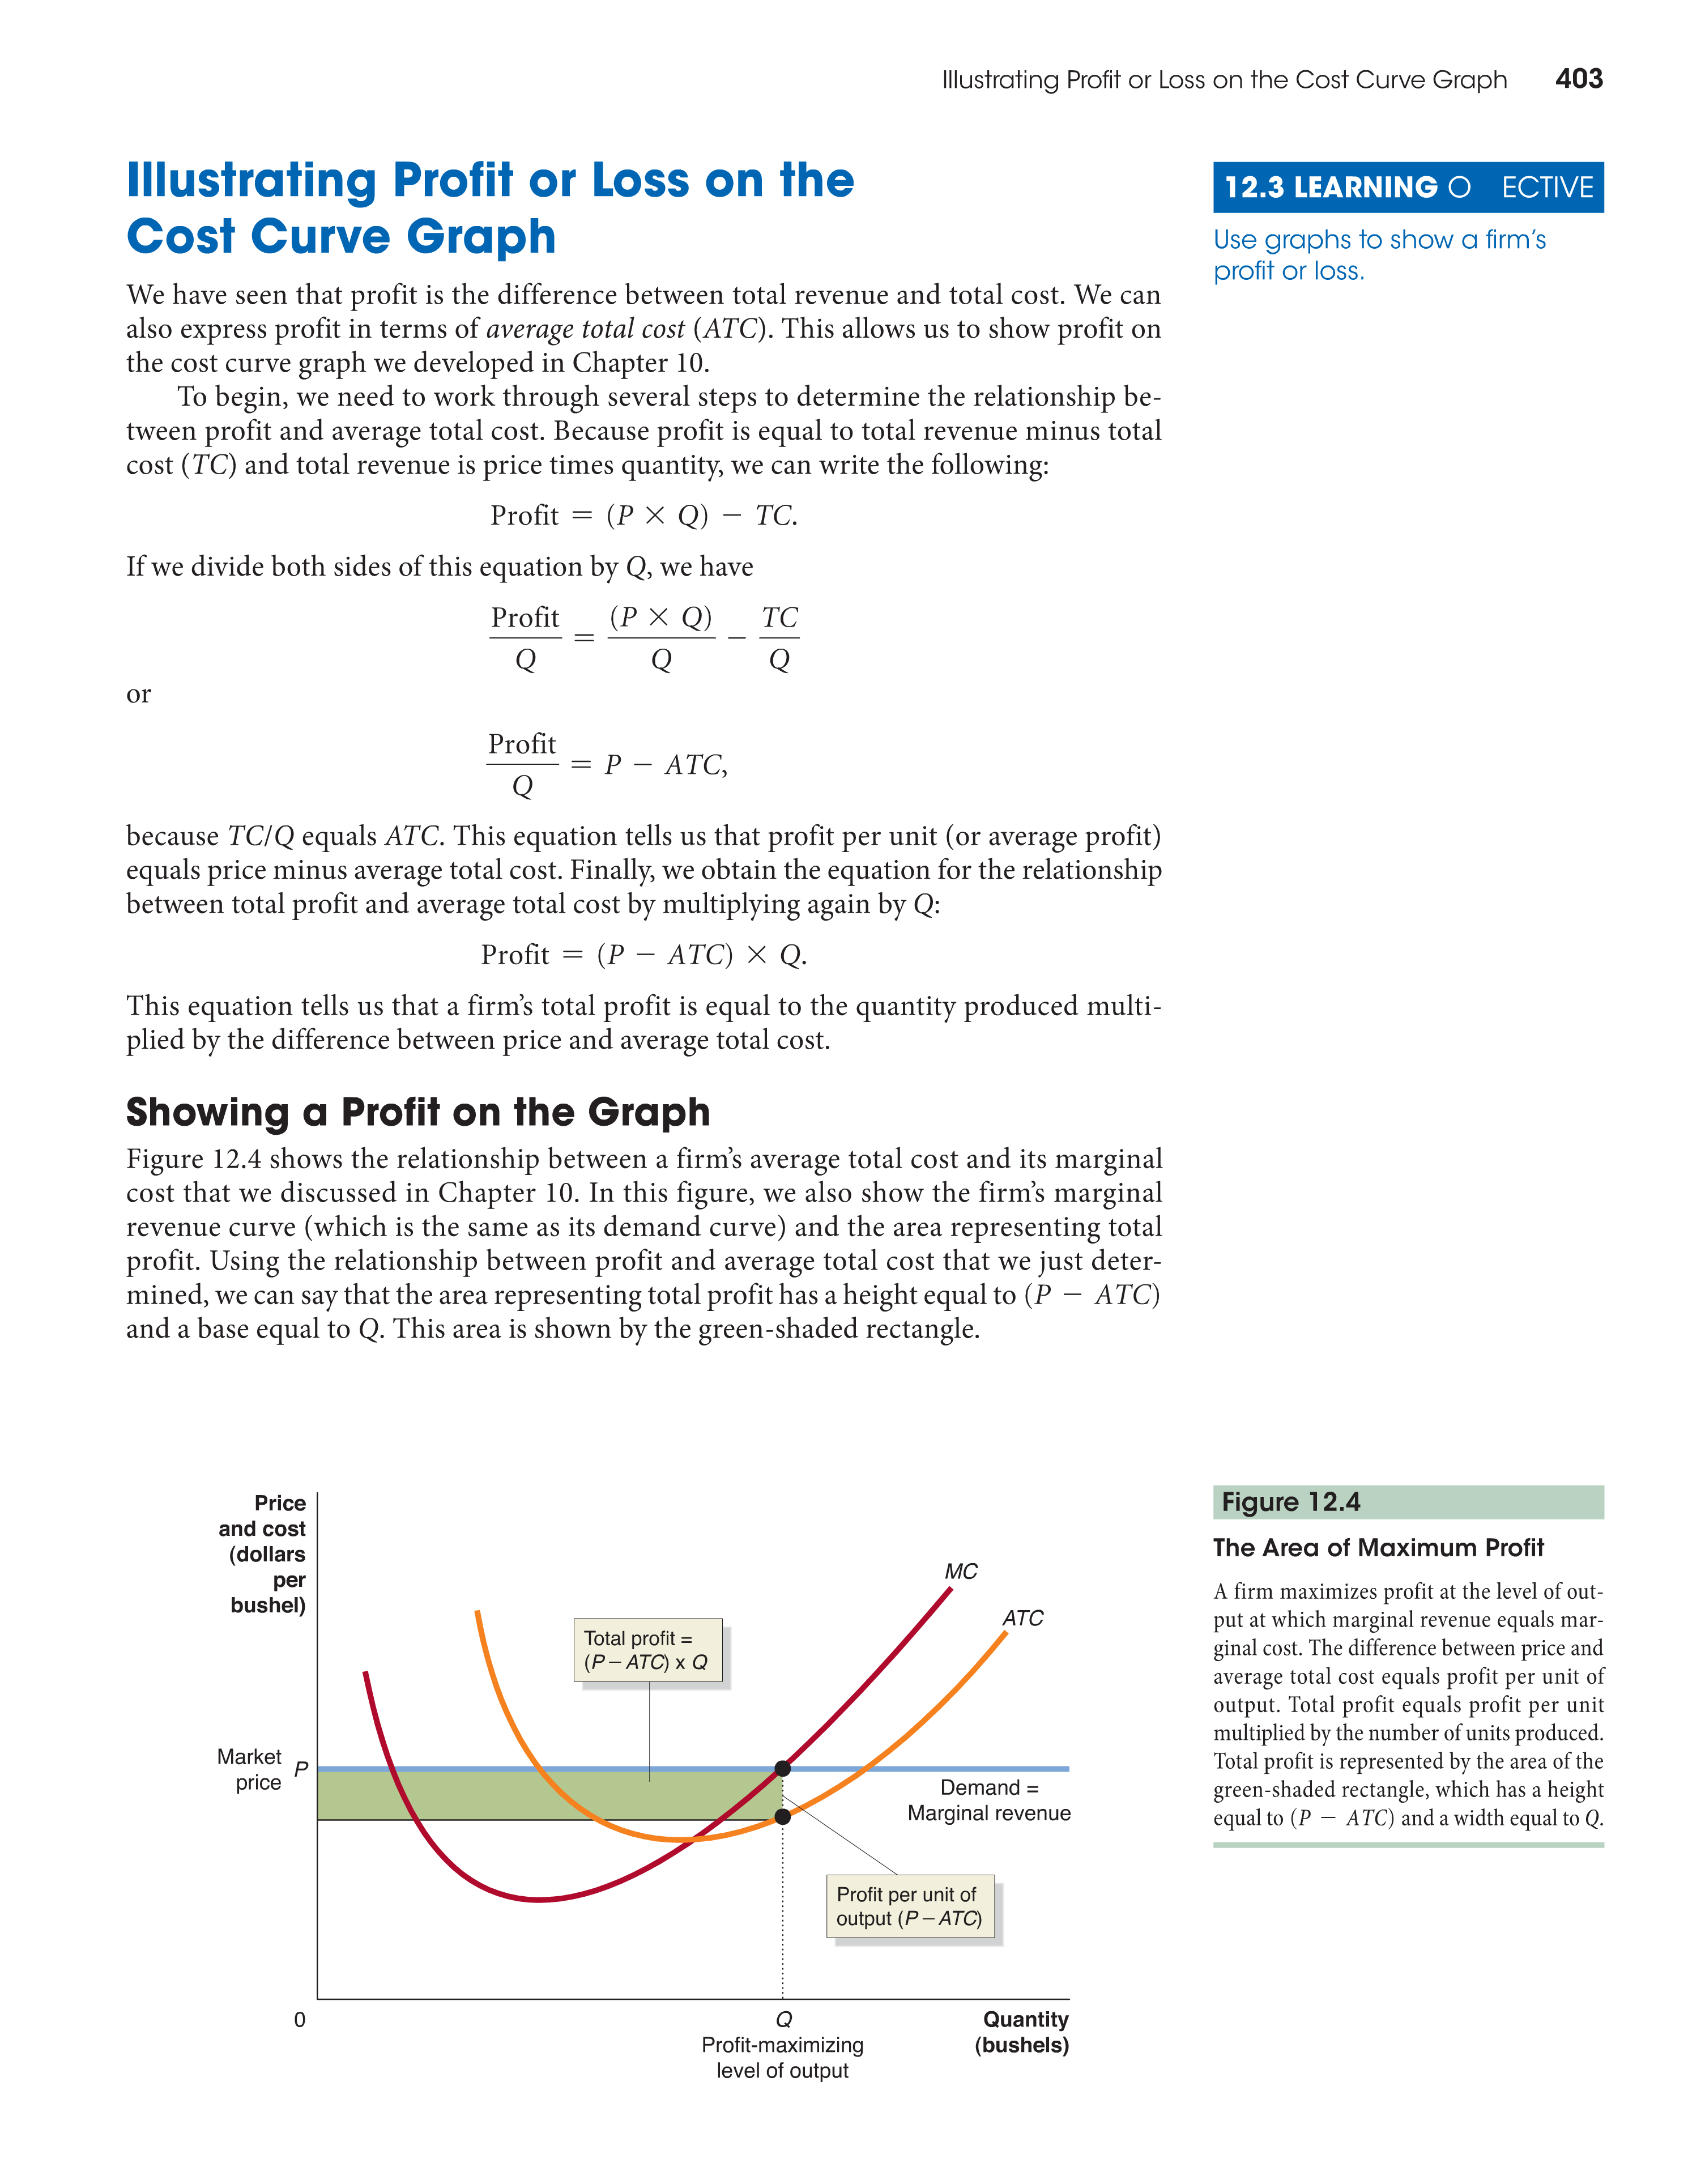 Illustrating Profit or Loss on the Cost Curve Graph 403
Illustrating Profit or Loss on the
Cost Curve Graph
We have seen that profit is the difference between total revenue and total cost. We can
also express profit in terms of average total cost (ATC). This allows us to show profit on
the cost curve graph we developed in Chapter 10.
To begin, we need to work through several steps to determine the relationship be-
tween profit and average total cost. Because profit is equal to total revenue minus total
cost (TC) and total revenue is price times quantity, we can write the following:
Profit = (P × Q) − TC.
If we divide both sides of this equation by Q, we have
Profit/Q = (P × Q)/Q − TC/Q
or
Profit/Q = P − ATC,
because TC/Q equals ATC. This equation tells us that profit per unit (or average profit)
equals price minus average total cost. Finally, we obtain the equation for the relationship
between total profit and average total cost by multiplying again by Q:
Profit = (P − ATC) × Q.
This equation tells us that a firm’s total profit is equal to the quantity produced multi-
plied by the difference between price and average total cost.
Showing a Profit on the Graph
Figure 12.4 shows the relationship between a firm’s average total cost and its marginal
cost that we discussed in Chapter 10. In this figure, we also show the firm’s marginal
revenue curve (which is the same as its demand curve) and the area representing total
profit. Using the relationship between profit and average total cost that we just deter-
mined, we can say that the area representing total profit has a height equal to (P − ATC)
and a base equal to Q. This area is shown by the green-shaded rectangle.
12.3 LEARNING O ECTIVE
Use graphs to show a firm’s
profit or loss.
Price
and cost
(dollars
per
bushel)
MC
ATC
Total profit =
(P − ATC) x Q
Market
price
P
Demand =
Marginal revenue
Profit per unit of
output (P − ATC)
0
Q
Profit-maximizing
level of output
Quantity
(bushels)
Figure 12.4
The Area of Maximum Profit
A firm maximizes profit at the level of out-
put at which marginal revenue equals mar-
ginal cost. The difference between price and
average total cost equals profit per unit of
output. Total profit equals profit per unit
multiplied by the number of units produced.
Total profit is represented by the area of the
green-shaded rectangle, which has a height
equal to (P − ATC) and a width equal to Q.